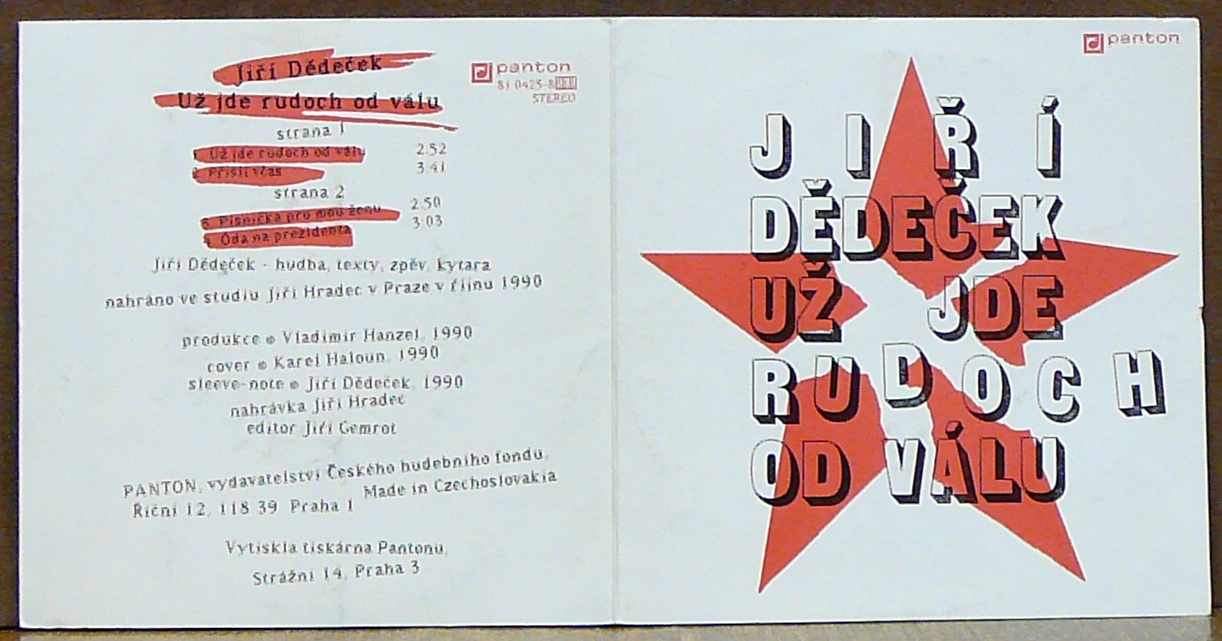 Jiří Dědeček
Už jde rudoch od válu
panton
81 0425-8
STEREO
strana 1
1. Už jde rudoch od válu 2.52
2. Příští včas 3.41
strana 2
3. Písnička pro mou ženu 2.50
4. Óda na prezidenta 3.03
Jiří Dědeček - hudba, texty, zpěv, kytara
nahráno ve studiu Jiří Hradec v Praze v říjnu 1990
produkce © Vladimír Hanzel, 1990
cover © Karel Haloun, 1990
sleeve-note © Jiří Dědeček, 1990
nahrávka Jiří Hradec
editor Jiří Gemrot
PANTON, vydavatelství Českého hudebního fondu,
Říční 12, 118 39 Praha 1 Made in Czechoslovakia
Vytiskla tiskárna Pantonu,
Strážní 14, Praha 3
panton
JIŘÍ
DĚDEČEK
UŽ JDE
RUDOCH
OD VÁLU